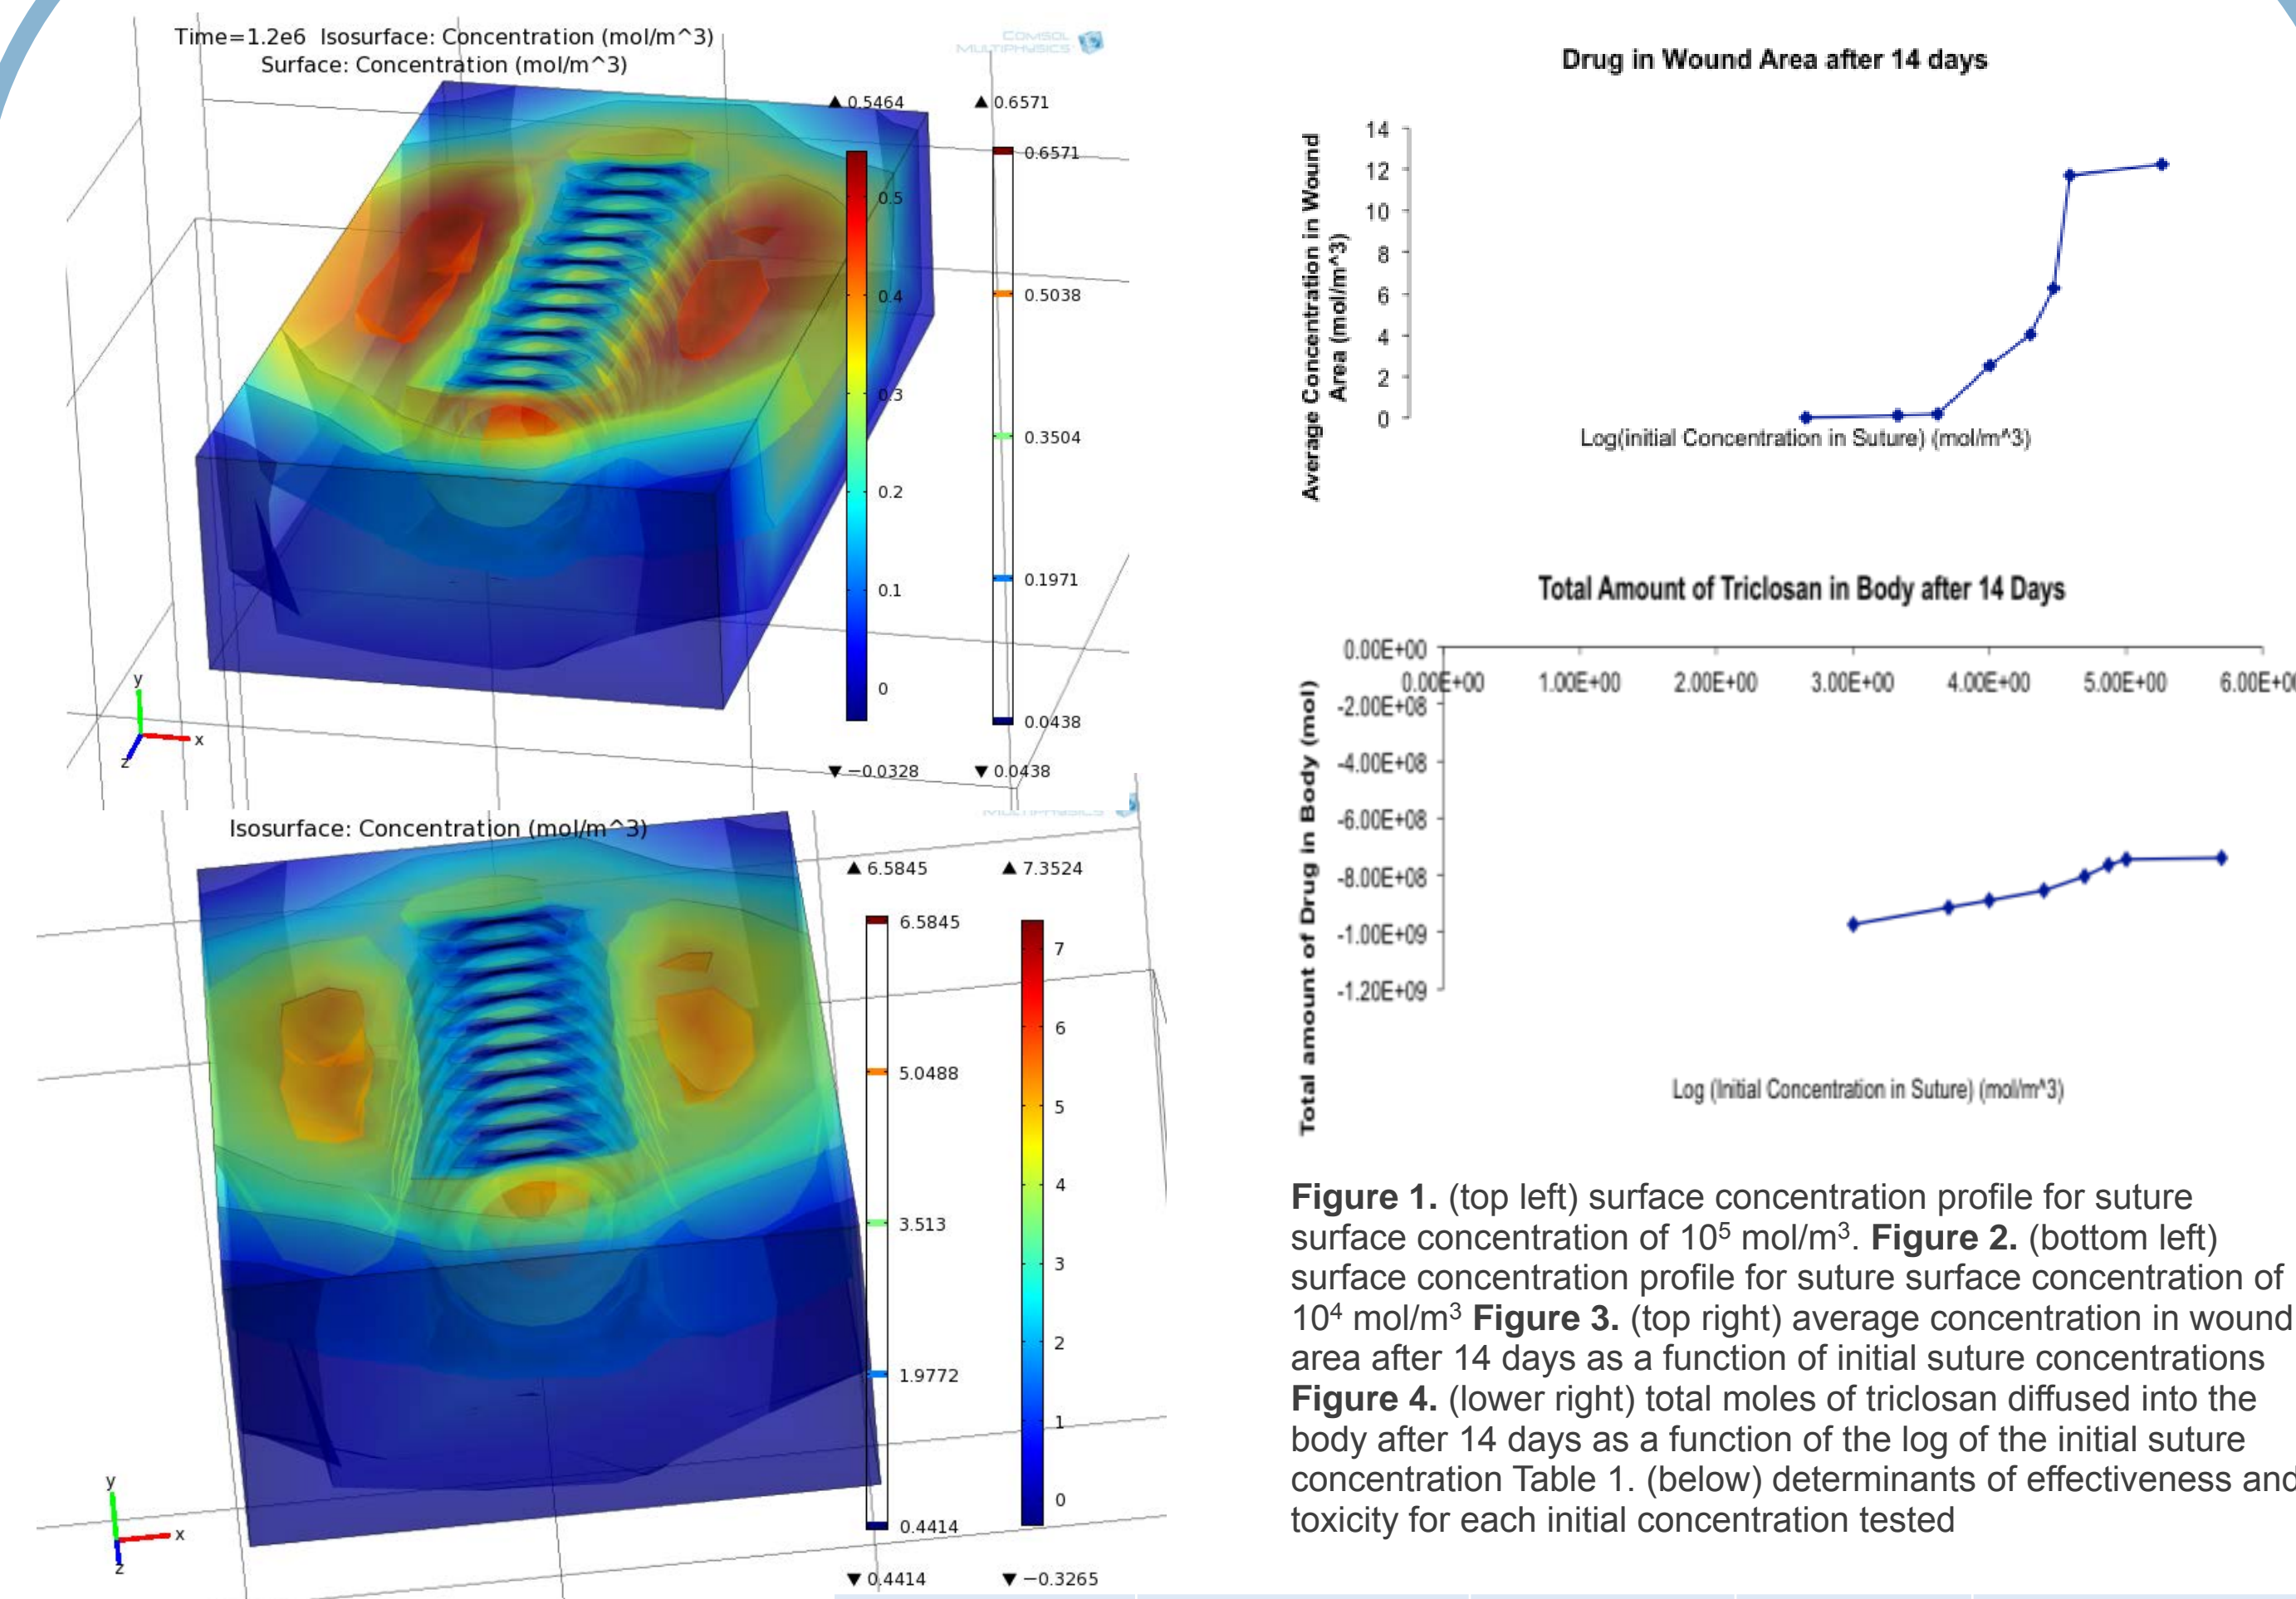 Time=1.2e6 Isosurface: Concentration (mol/m^3)
Surface: Concentration (mol/m^3)
COMSOL
MULTIPHYSICS
▲ 0.5464
▲ 0.6571
0.5
0.4
0.3
0.2
0.1
0
0.6571
0.5038
0.3504
0.1971
0.0438
▼ −0.0328
▼ 0.0438
y
x
z
Isosurface: Concentration (mol/m^3)
MULTIPHYSICS
▲ 6.5845
▲ 7.3524
6.5845
5.0488
3.513
1.9772
0.4414
7
6
5
4
3
2
1
0
▼ 0.4414
▼ −0.3265
y
x
z
Drug in Wound Area after 14 days
Average Concentration in Wound
Area (mol/m^3)
14
12
10
8
6
4
2
0
Log(initial Concentration in Suture) (mol/m^3)
Total Amount of Triclosan in Body after 14 Days
Total amount of Drug in Body (mol)
0.00E+00
-2.00E+08
-4.00E+08
-6.00E+08
-8.00E+08
-1.00E+09
-1.20E+09
0.00E+00 1.00E+00 2.00E+00 3.00E+00 4.00E+00 5.00E+00
Log (Initial Concentration in Suture) (mol/m^3)
Figure 1. (top left) surface concentration profile for suture
surface concentration of 10⁵ mol/m³. Figure 2. (bottom left)
surface concentration profile for suture surface concentration of
10⁴ mol/m³ Figure 3. (top right) average concentration in wound
area after 14 days as a function of initial suture concentrations
Figure 4. (lower right) total moles of triclosan diffused into the
body after 14 days as a function of the log of the initial suture
concentration Table 1. (below) determinants of effectiveness and
toxicity for each initial concentration tested